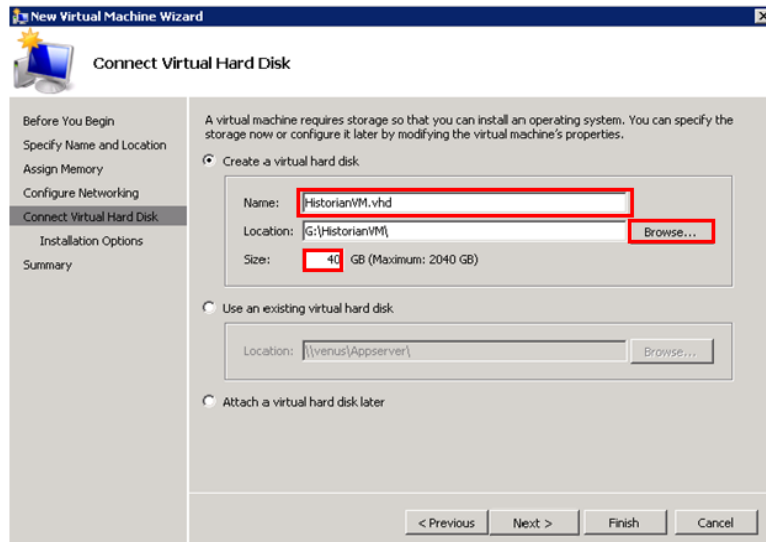 New Virtual Machine Wizard
Connect Virtual Hard Disk
Before You Begin
Specify Name and Location
Assign Memory
Configure Networking
Connect Virtual Hard Disk
Installation Options
Summary
A virtual machine requires storage so that you can install an operating system. You can specify the
storage now or configure it later by modifying the virtual machine's properties.
Create a virtual hard disk
Name: HistorianVM.vhd
Location: G:\HistorianVM\ Browse...
Size: 40 GB (Maximum: 2040 GB)
Use an existing virtual hard disk
Location: \\venus\Appserver\ Browse...
Attach a virtual hard disk later
< Previous Next > Finish Cancel